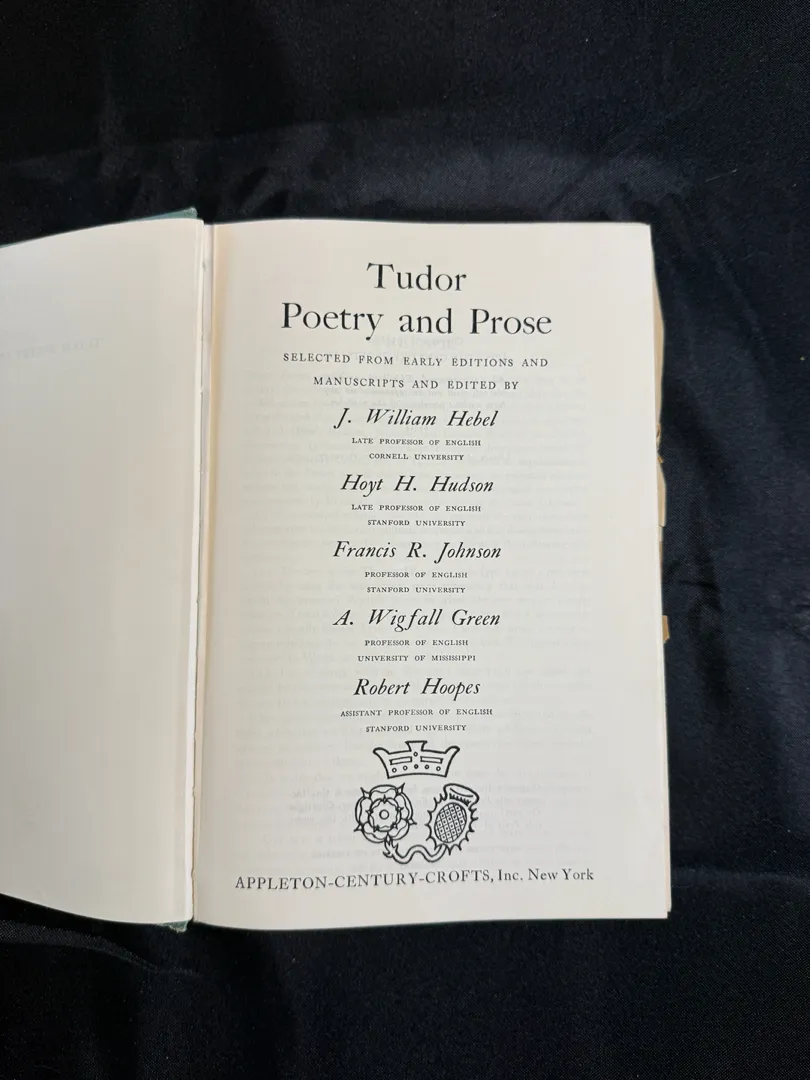 Tudor
Poetry and Prose
SELECTED FROM EARLY EDITIONS AND
MANUSCRIPTS AND EDITED BY
J. William Hebel
LATE PROFESSOR OF ENGLISH
CORNELL UNIVERSITY
Hoyt H. Hudson
LATE PROFESSOR OF ENGLISH
STANFORD UNIVERSITY
Francis R. Johnson
PROFESSOR OF ENGLISH
STANFORD UNIVERSITY
A. Wigfall Green
PROFESSOR OF ENGLISH
UNIVERSITY OF MISSISSIPPI
Robert Hoopes
ASSISTANT PROFESSOR OF ENGLISH
STANFORD UNIVERSITY
APPLETON-CENTURY-CROFTS, Inc. New York